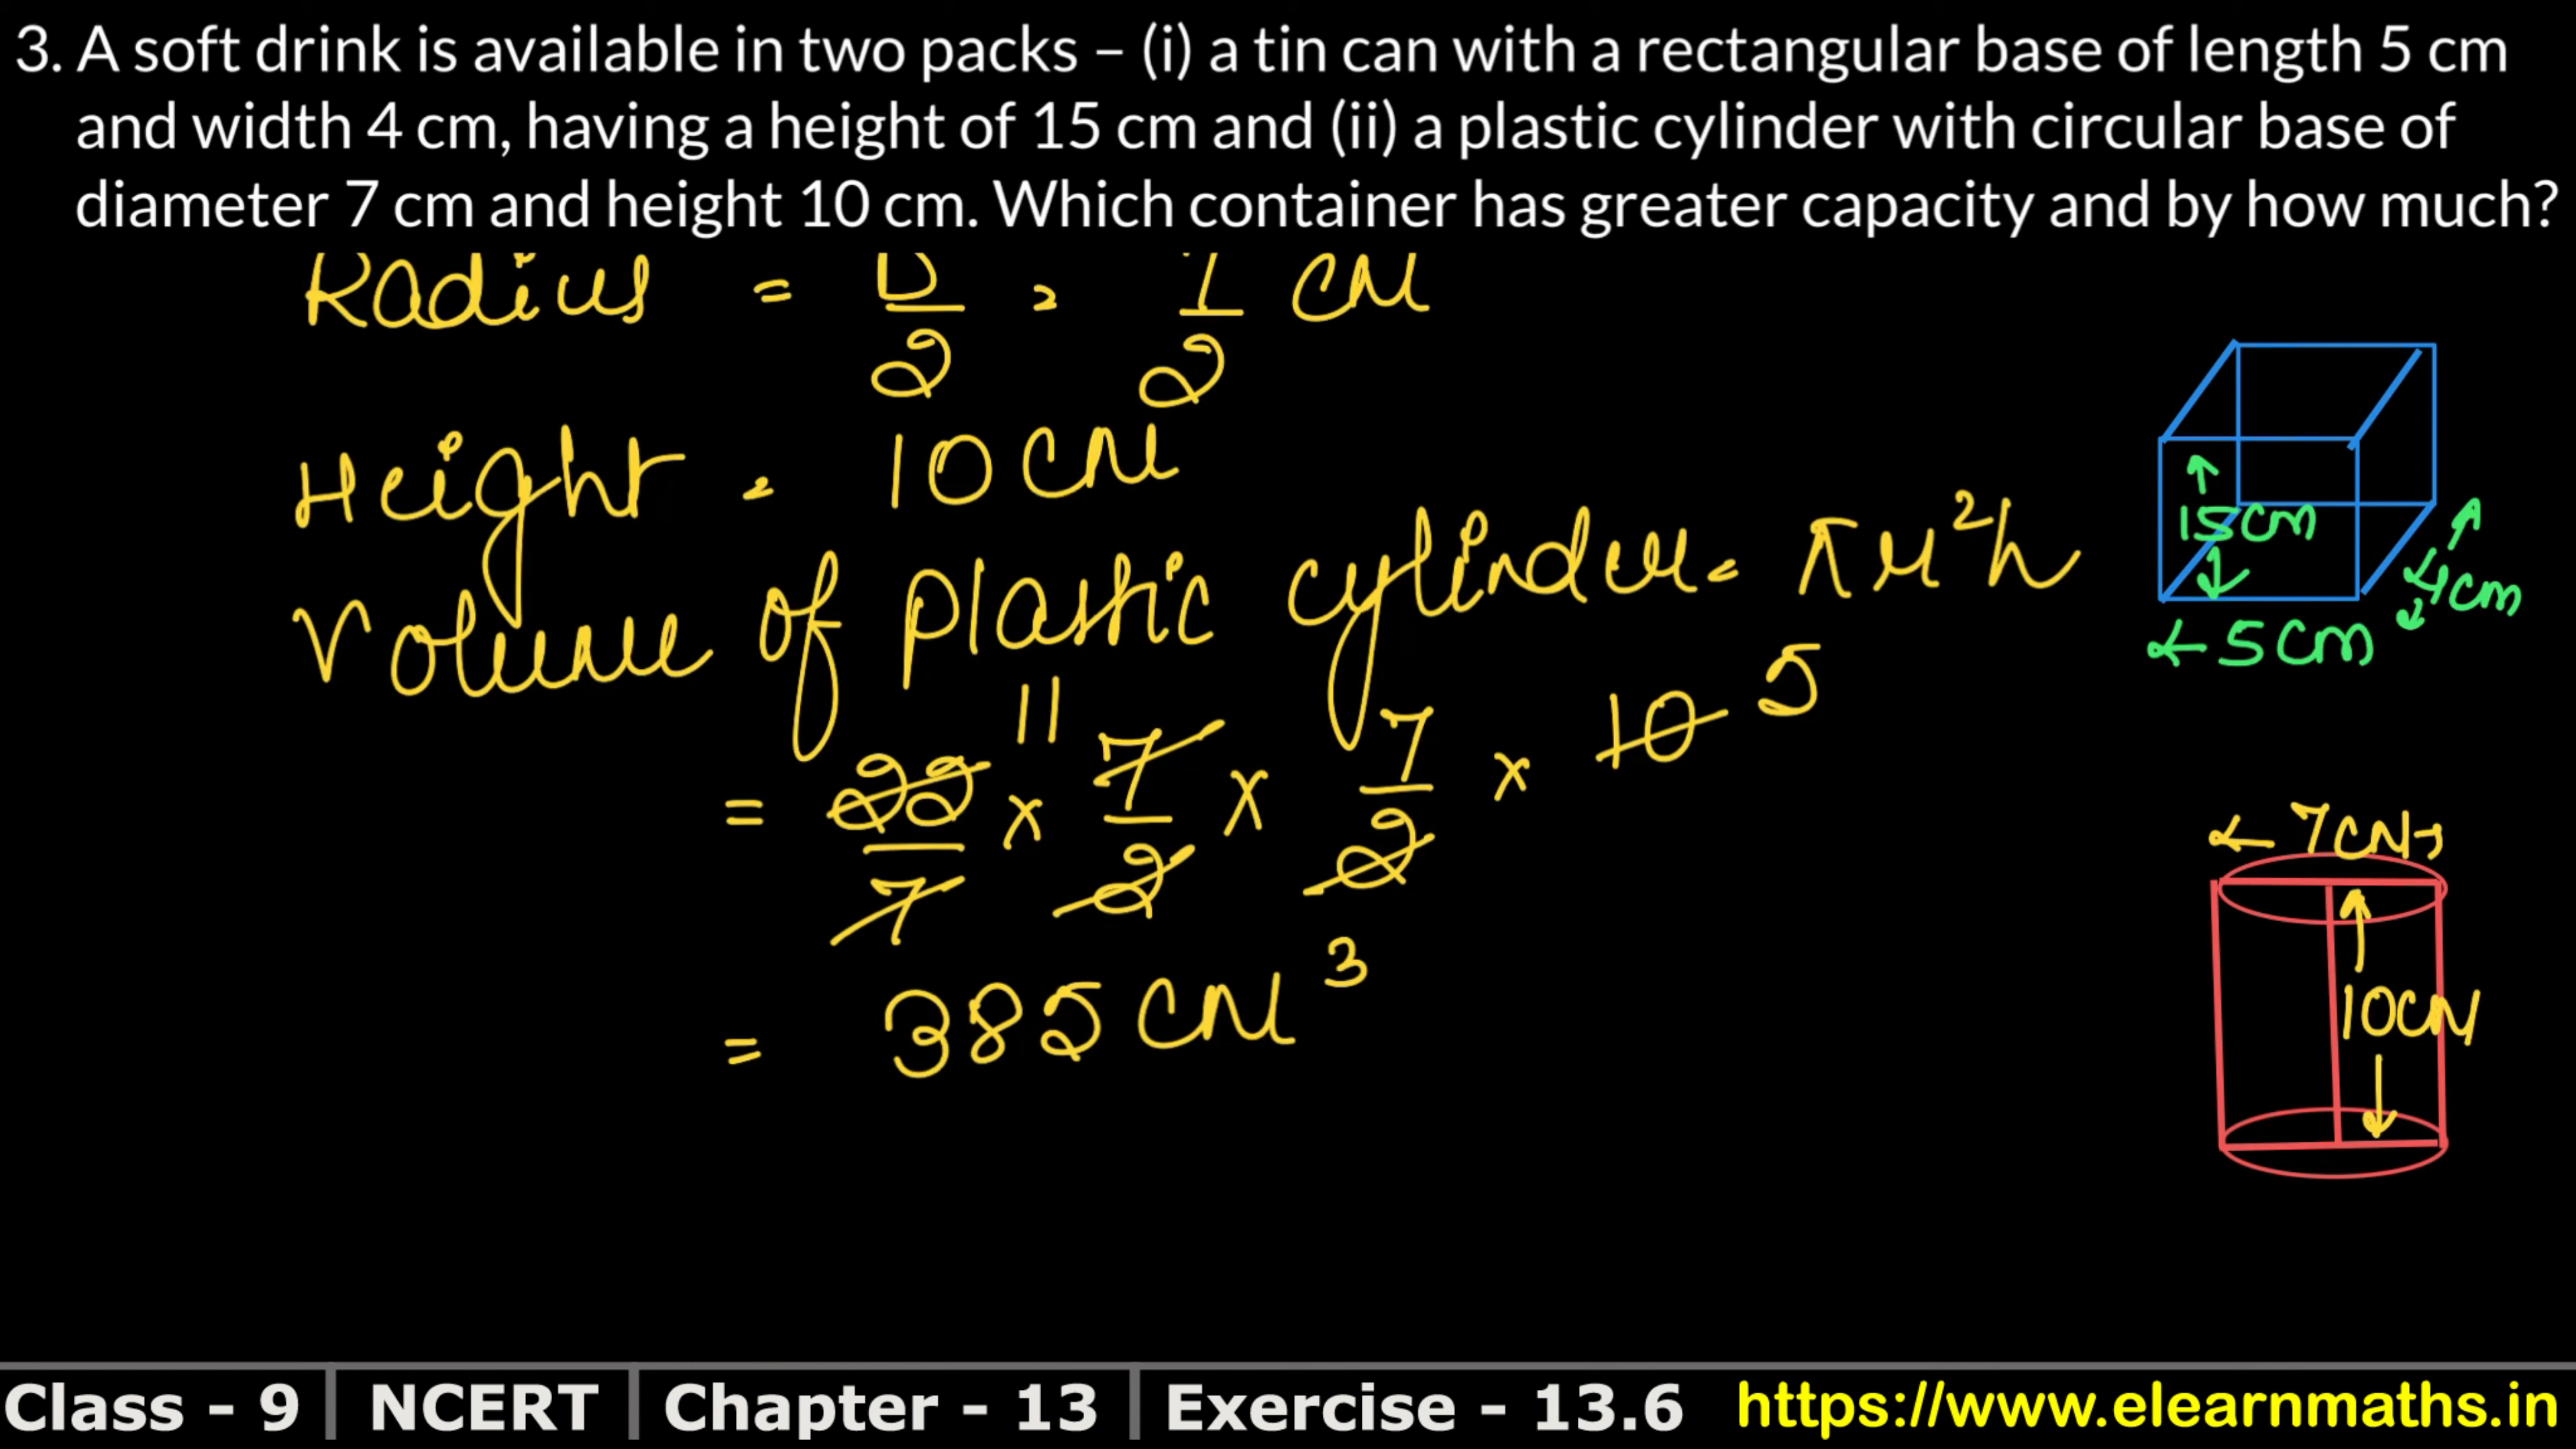 3. A soft drink is available in two packs – (i) a tin can with a rectangular base of length 5 cm
and width 4 cm, having a height of 15 cm and (ii) a plastic cylinder with circular base of
diameter 7 cm and height 10 cm. Which container has greater capacity and by how much?
Radius = D/2 = 7/2 cm
Height = 10 cm
Volume of plastic cylinder = πr²h
= 22/7 × 7/2 × 7/2 × 10
11
5
= 385 cm³
15cm
4cm
5cm
7cm
10cm
Class - 9 | NCERT | Chapter - 13 | Exercise - 13.6 https://www.elearnmaths.in